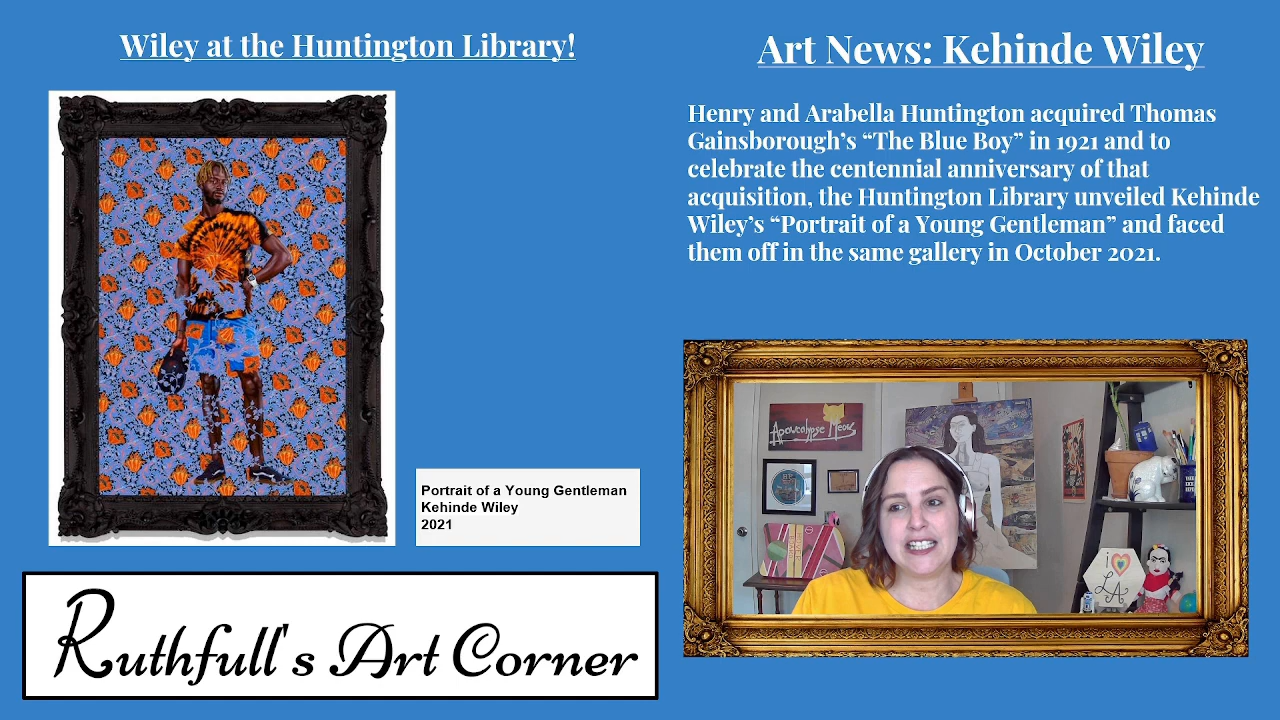 Wiley at the Huntington Library!
Art News: Kehinde Wiley
Henry and Arabella Huntington acquired Thomas
Gainsborough's “The Blue Boy” in 1921 and to
celebrate the centennial anniversary of that
acquisition, the Huntington Library unveiled Kehinde
Wiley's “Portrait of a Young Gentleman” and faced
them off in the same gallery in October 2021.
Portrait of a Young Gentleman
Kehinde Wiley
2021
Apocalypse Meow
i
LA
Ruthfull's Art Corner